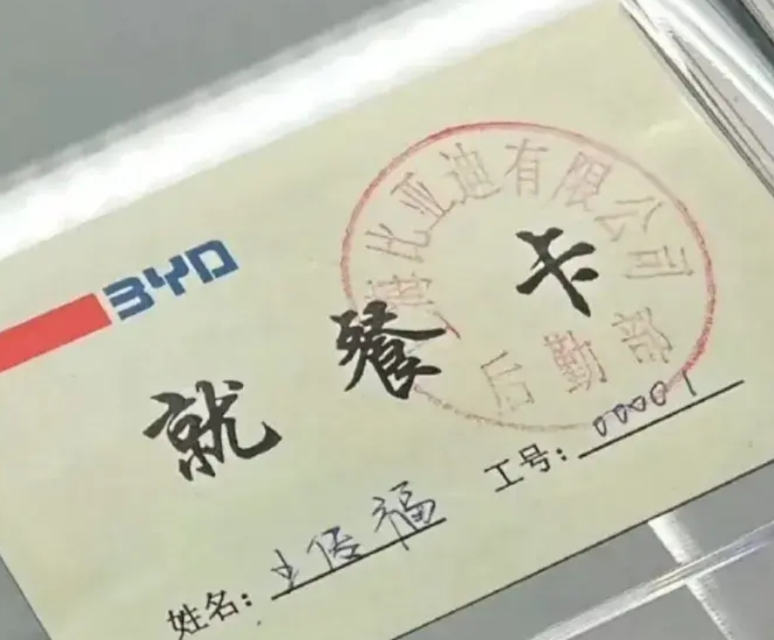 BYD
就餐卡
比亚迪有限公司
后勤部
姓名：王传福
工号：00001